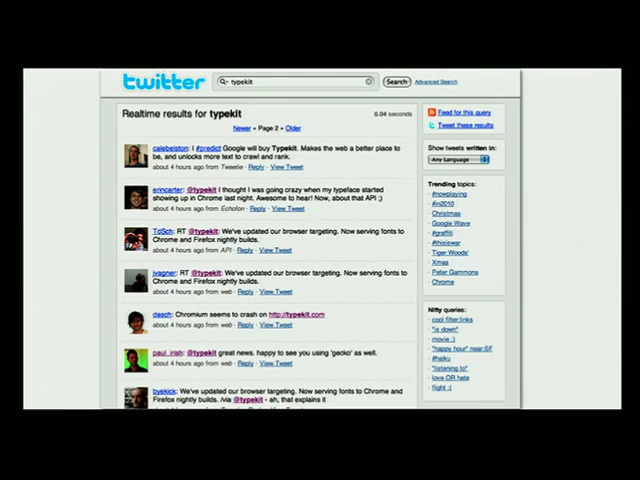 twitter
typekit
Search
Advanced Search
Realtime results for typekit
0.04 seconds
Newer « Page 2 » Older
calebelston: I #predict Google will buy Typekit. Makes the web a better place to
be, and unlocks more text to crawl and rank.
about 4 hours ago from Tweetie · Reply · View Tweet
erincarter: @typekit I thought I was going crazy when my typeface started
showing up in Chrome last night. Awesome to hear! Now, about that API ;)
about 4 hours ago from Echofon · Reply · View Tweet
TdSch: RT @typekit: We've updated our browser targeting. Now serving fonts to
Chrome and Firefox nightly builds.
about 4 hours ago from API · Reply · View Tweet
jvagner: RT @typekit: We've updated our browser targeting. Now serving fonts to
Chrome and Firefox nightly builds.
about 4 hours ago from web · Reply · View Tweet
dasch: Chromium seems to crash on http://typekit.com
about 4 hours ago from web · Reply · View Tweet
paul_irish: @typekit great news. happy to see you using 'gecko' as well.
about 4 hours ago from web · Reply · View Tweet
byekick: We've updated our browser targeting. Now serving fonts to Chrome and
Firefox nightly builds. /via @typekit - ah, that explains it
Feed for this query
Tweet these results
Show tweets written in:
Any Language
Trending topics:
· #nowplaying
· #in2010
· Christmas
· Google Wave
· #graffiti
· #thisiswar
· Tiger Woods'
· Xmas
· Peter Gammons
· Chrome
Nifty queries:
· cool filter:links
· "is down"
· movie :)
· "happy hour" near:SF
· #haiku
· "listening to"
· love OR hate
· flight :(